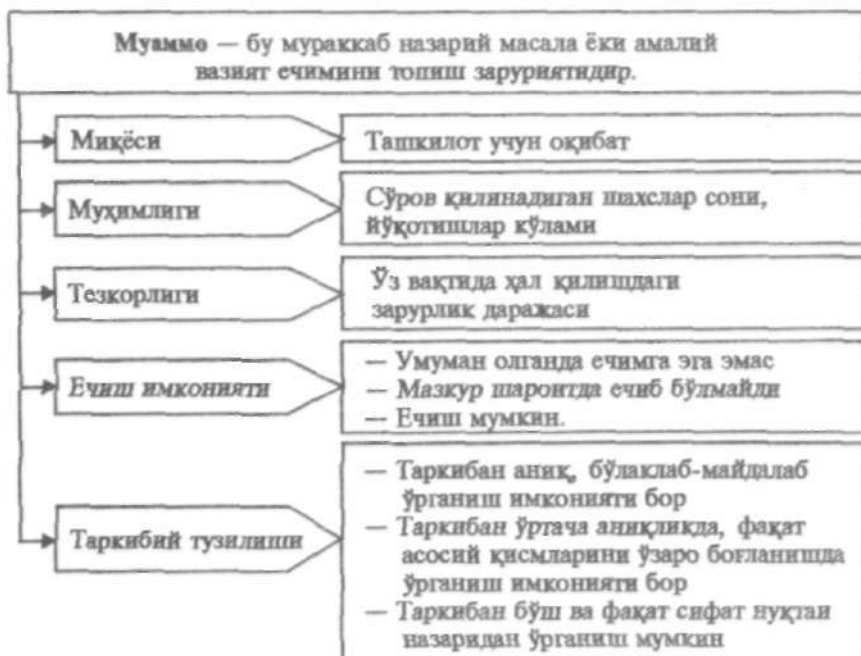 Муаммо — бу мураккаб назарий масала ёки амалий
вазият ечимини топиш заруриятидир.
Миқёси
Ташкилот учун оқибат
Муҳимлиги
Сўров қилинадиган шахслар сони,
йўқотишлар кўлами
Тезкорлиги
Ўз вақтида ҳал қилишдаги
зарурлик даражаси
Ечиш имконияти
— Умуман олганда ечимга эга эмас
— Мазкур шароитда ечиб бўлмайди
— Ечиш мумкин.
Таркибий тузилиши
— Таркибан аниқ, бўлаклаб-майдалаб
ўрганиш имконияти бор
— Таркибан ўртача аниқликда, фақат
асосий қисмларини ўзаро боғланишда
ўрганиш имконияти бор
— Таркибан бўш ва фақат сифат нуқтаи
назаридан ўрганиш мумкин